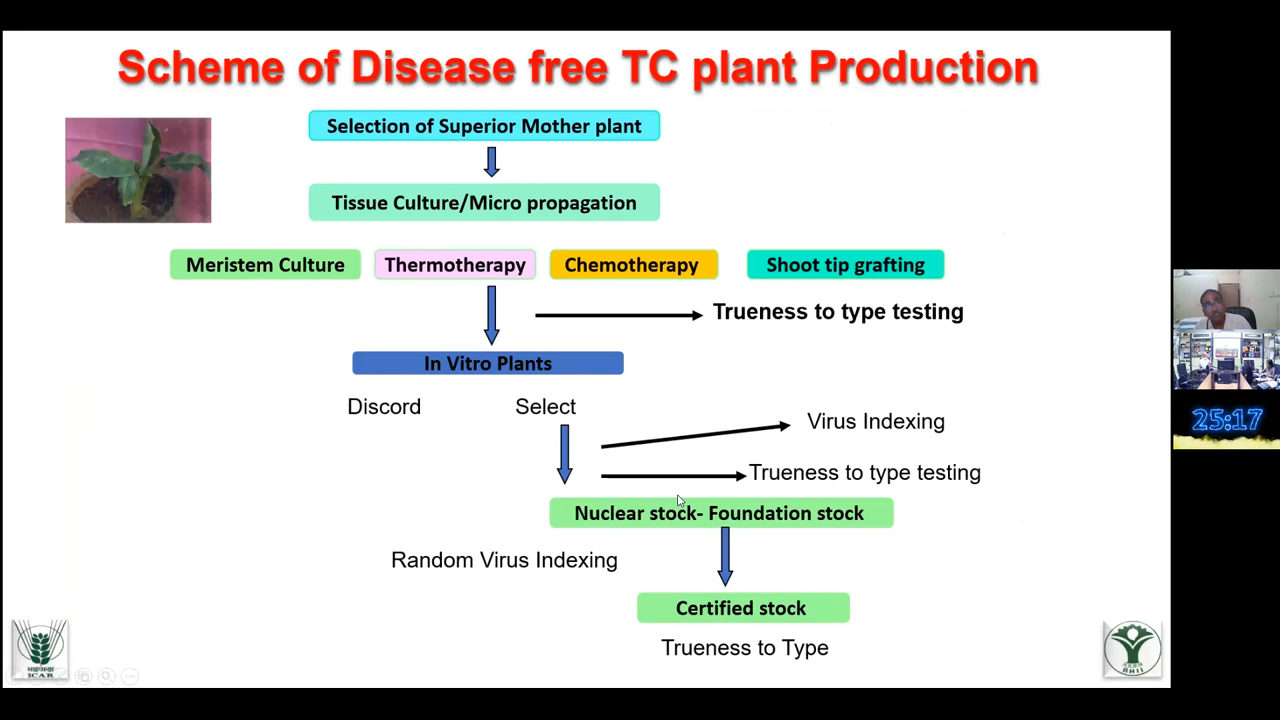 Scheme of Disease free TC plant Production
Selection of Superior Mother plant
Tissue Culture/Micro propagation
Meristem Culture
Thermotherapy
Chemotherapy
Shoot tip grafting
Trueness to type testing
In Vitro Plants
Discord
Select
Virus Indexing
Trueness to type testing
Nuclear stock- Foundation stock
Random Virus Indexing
Certified stock
Trueness to Type
ICAR
25:17